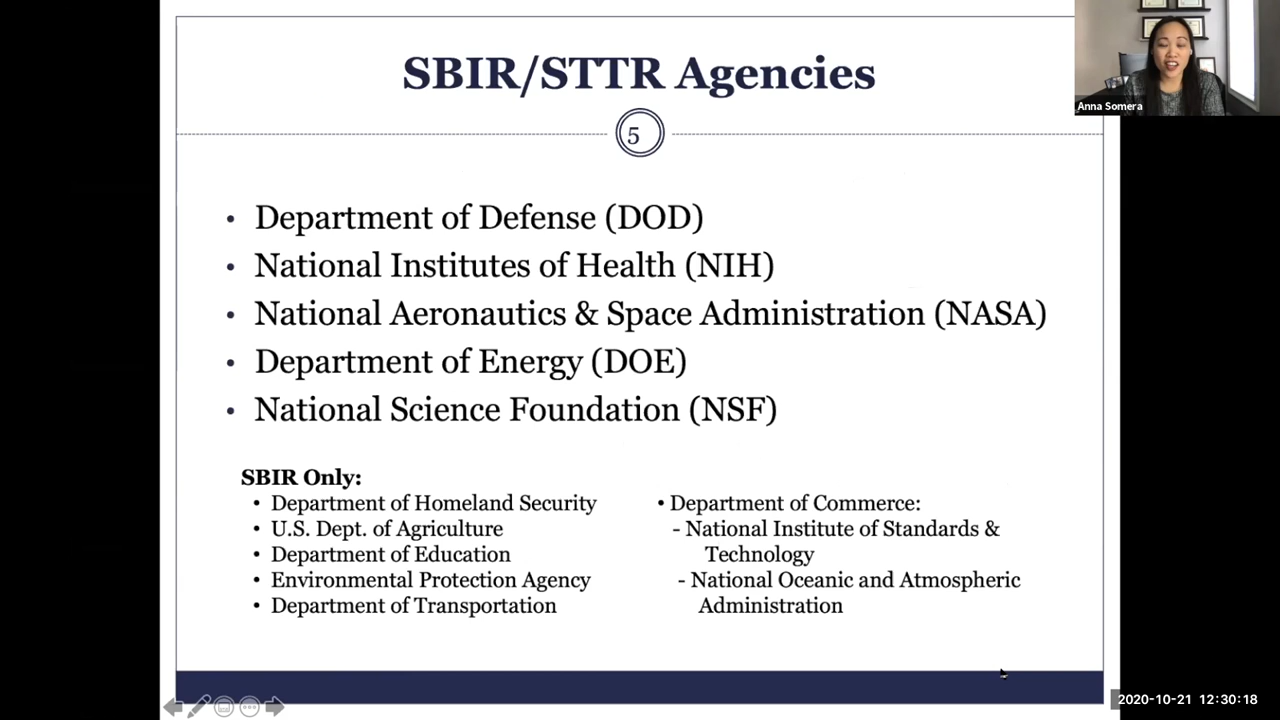 SBIR/STTR Agencies
Anna Somera
5
• Department of Defense (DOD)
• National Institutes of Health (NIH)
• National Aeronautics & Space Administration (NASA)
• Department of Energy (DOE)
• National Science Foundation (NSF)
SBIR Only:
• Department of Homeland Security
• U.S. Dept. of Agriculture
• Department of Education
• Environmental Protection Agency
• Department of Transportation
• Department of Commerce:
- National Institute of Standards &
Technology
- National Oceanic and Atmospheric
Administration
2020-10-21 12:30:18